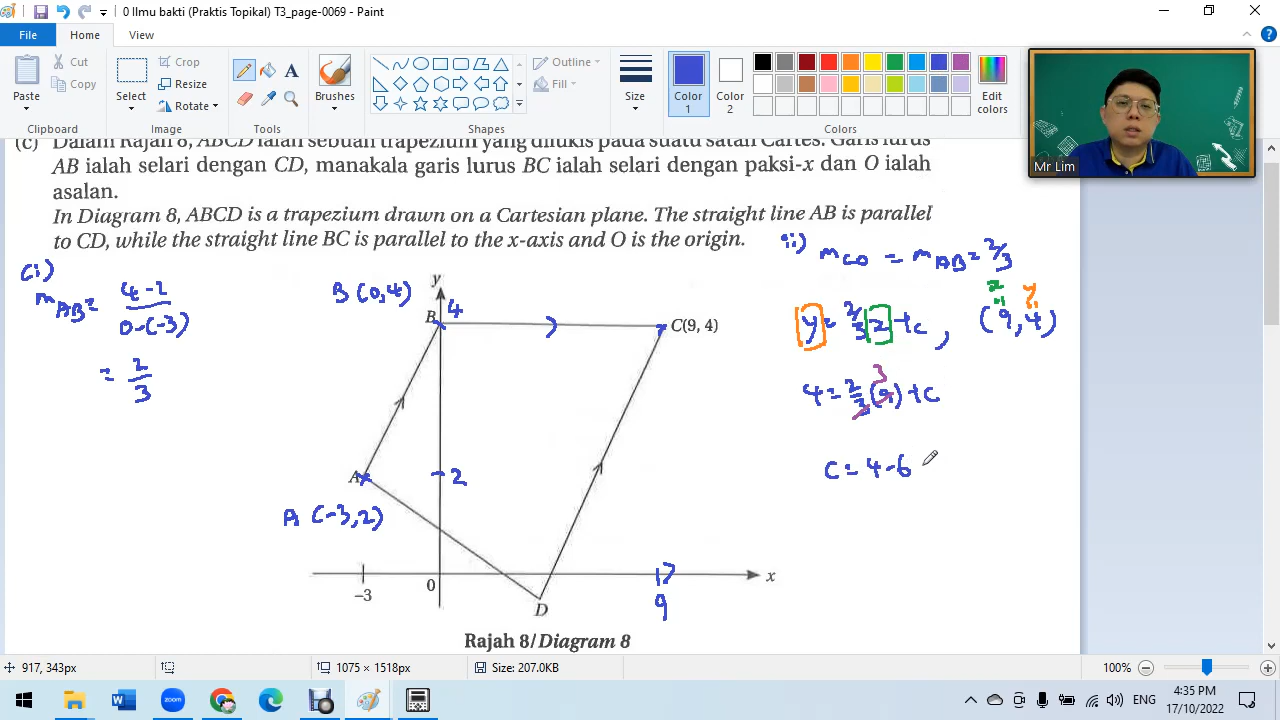 0 Ilmu bakti (Praktis Topikal) T3_page-0069 - Paint
File Home View
Paste
Cut
Copy
Clipboard
Select
Crop
Resize
Rotate
Image
A
Tools
Brushes
Shapes
Outline
Fill
Size
Color 1
Color 2
Colors
Edit colors
Mr Lim
(c) Dalam Rajah 8, ABCD ialah sebuah trapezium yang dilukis pada suatu satah Cartes. Garis lurus
AB ialah selari dengan CD, manakala garis lurus BC ialah selari dengan paksi-x dan O ialah
asalan.
In Diagram 8, ABCD is a trapezium drawn on a Cartesian plane. The straight line AB is parallel
to CD, while the straight line BC is parallel to the x-axis and O is the origin.
ci)
mAB = 4-2 / 0-(-3)
= 2/3
B (0,4)
y
4
B
C(9, 4)
A
2
A (-3,2)
-3
0
D
9
x
Rajah 8/Diagram 8
ii) mCD = mAB = 2/3
x1 y1
y = 2/3 x + c, (9,4)
3
4 = 2/3 (9) + c
c = 4-6
917, 343px
1075 × 1518px
Size: 207.0KB
100%
ENG
4:35 PM
17/10/2022